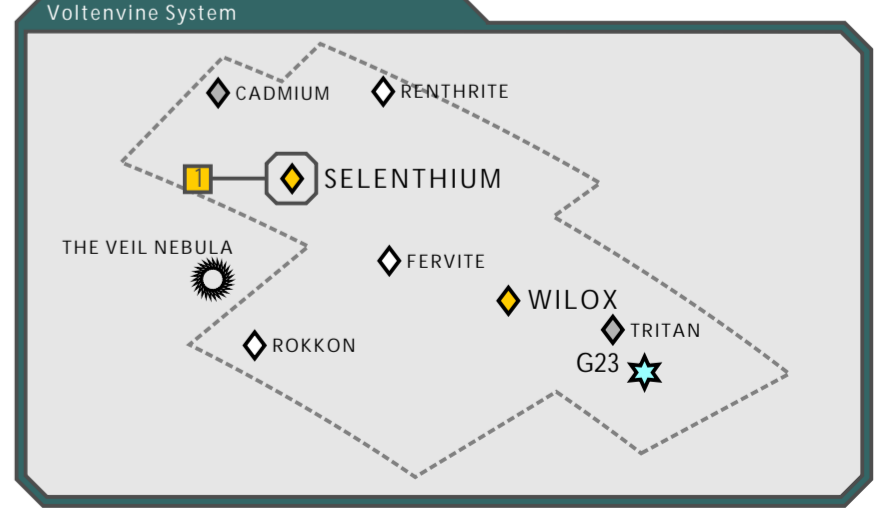 Voltenvine System
CADMIUM
RENTHRITE
1
SELENTHIUM
THE VEIL NEBULA
FERVITE
WILOX
TRITAN
ROKKON
G23